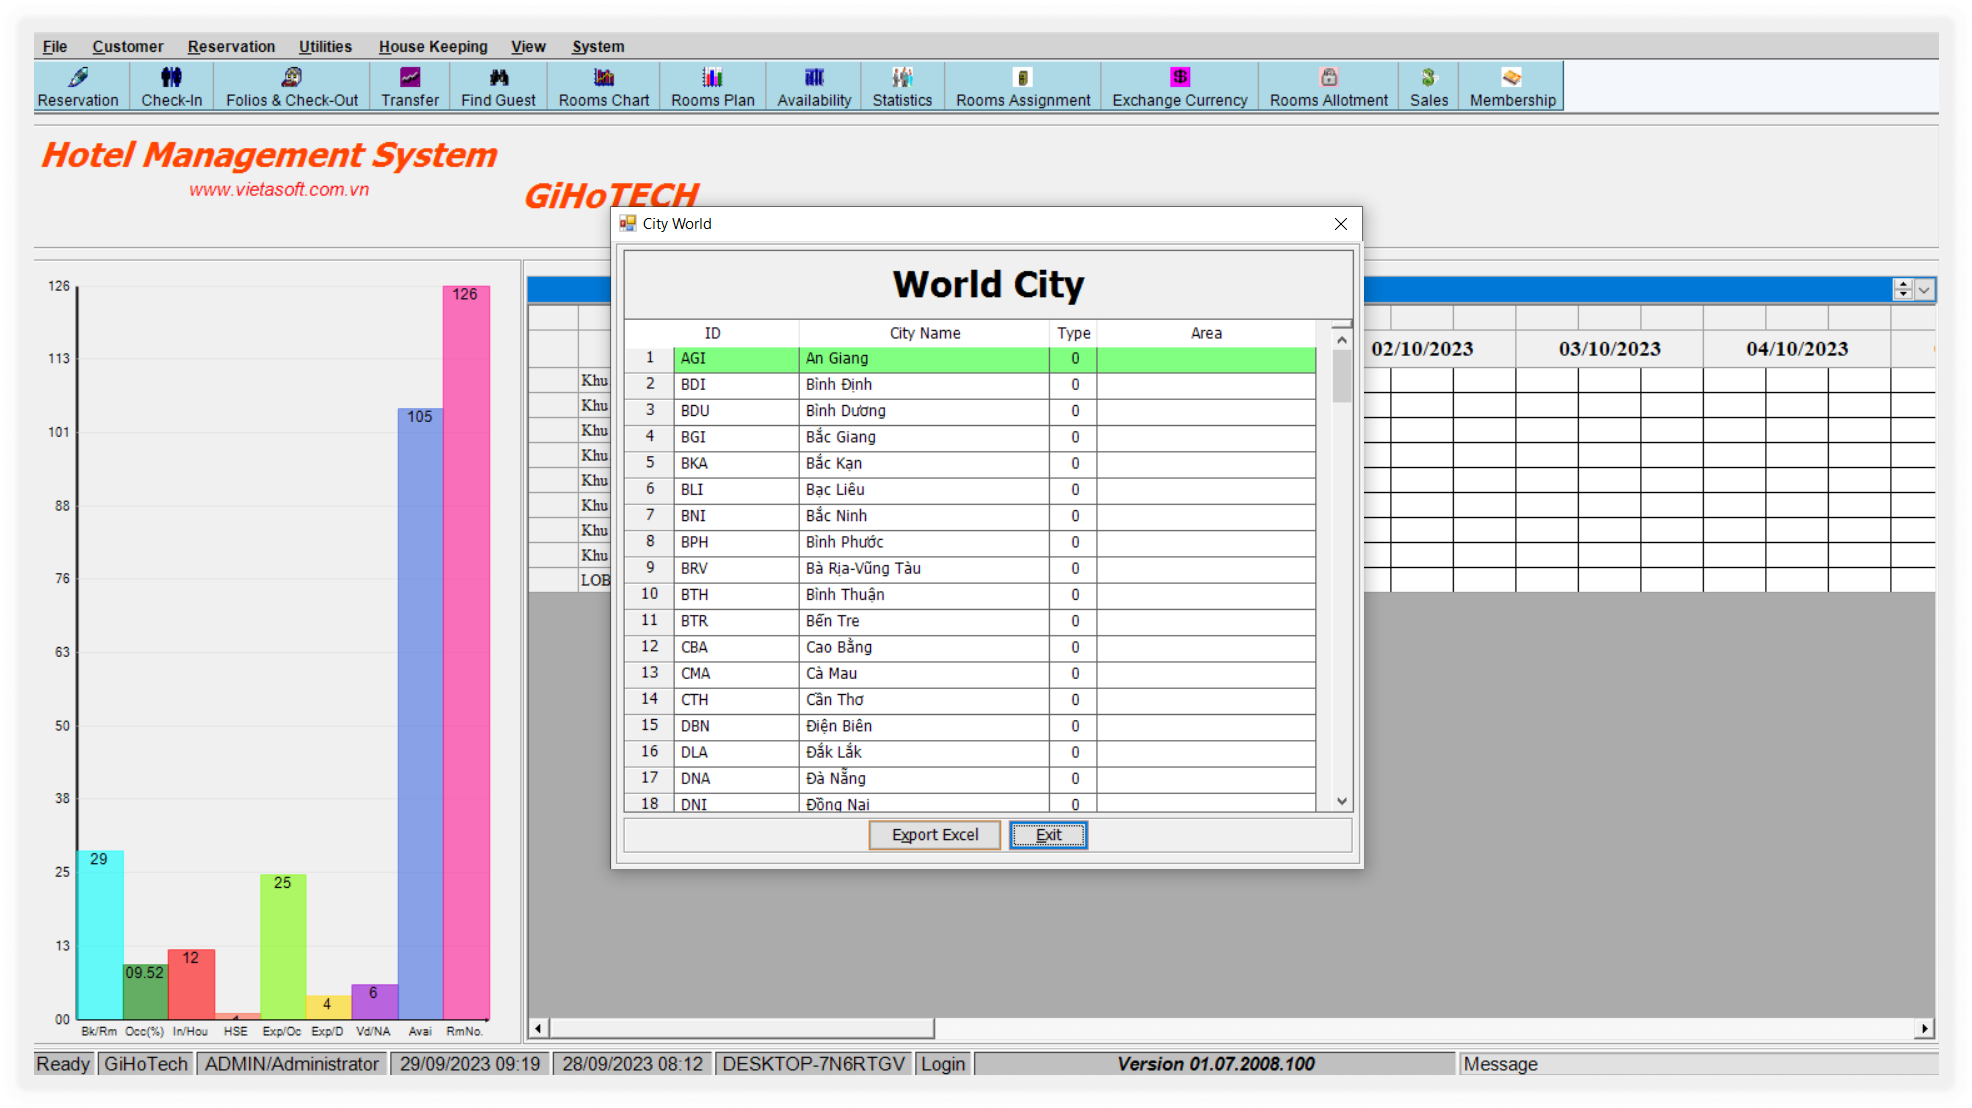 File Customer Reservation Utilities House Keeping View System
Reservation Check-In Folios & Check-Out Transfer Find Guest Rooms Chart Rooms Plan Availability Statistics Rooms Assignment Exchange Currency Rooms Allotment Sales Membership
Hotel Management System
www.vietasoft.com.vn
GiHoTECH
City World
World City
ID City Name Type Area
1 AGI An Giang 0
2 BDI Bình Định 0
3 BDU Bình Dương 0
4 BGI Bắc Giang 0
5 BKA Bắc Kạn 0
6 BLI Bạc Liêu 0
7 BNI Bắc Ninh 0
8 BPH Bình Phước 0
9 BRV Bà Rịa-Vũng Tàu 0
10 BTH Bình Thuận 0
11 BTR Bến Tre 0
12 CBA Cao Bằng 0
13 CMA Cà Mau 0
14 CTH Cần Thơ 0
15 DBN Điện Biên 0
16 DLA Đắk Lắk 0
17 DNA Đà Nẵng 0
18 DNI Đồng Nai 0
Export Excel Exit
126
113
101
88
76
63
50
38
25
13
00
29
09.52
12
25
4
6
105
126
Bk/Rm Occ(%) In/Hou HSE Exp/Oc Exp/D Vd/NA Avai RmNo.
02/10/2023 03/10/2023 04/10/2023
Khu
Khu
Khu
Khu
Khu
Khu
Khu
Khu
LOB
Ready GiHoTech ADMIN/Administrator 29/09/2023 09:19 28/09/2023 08:12 DESKTOP-7N6RTGV Login Version 01.07.2008.100 Message